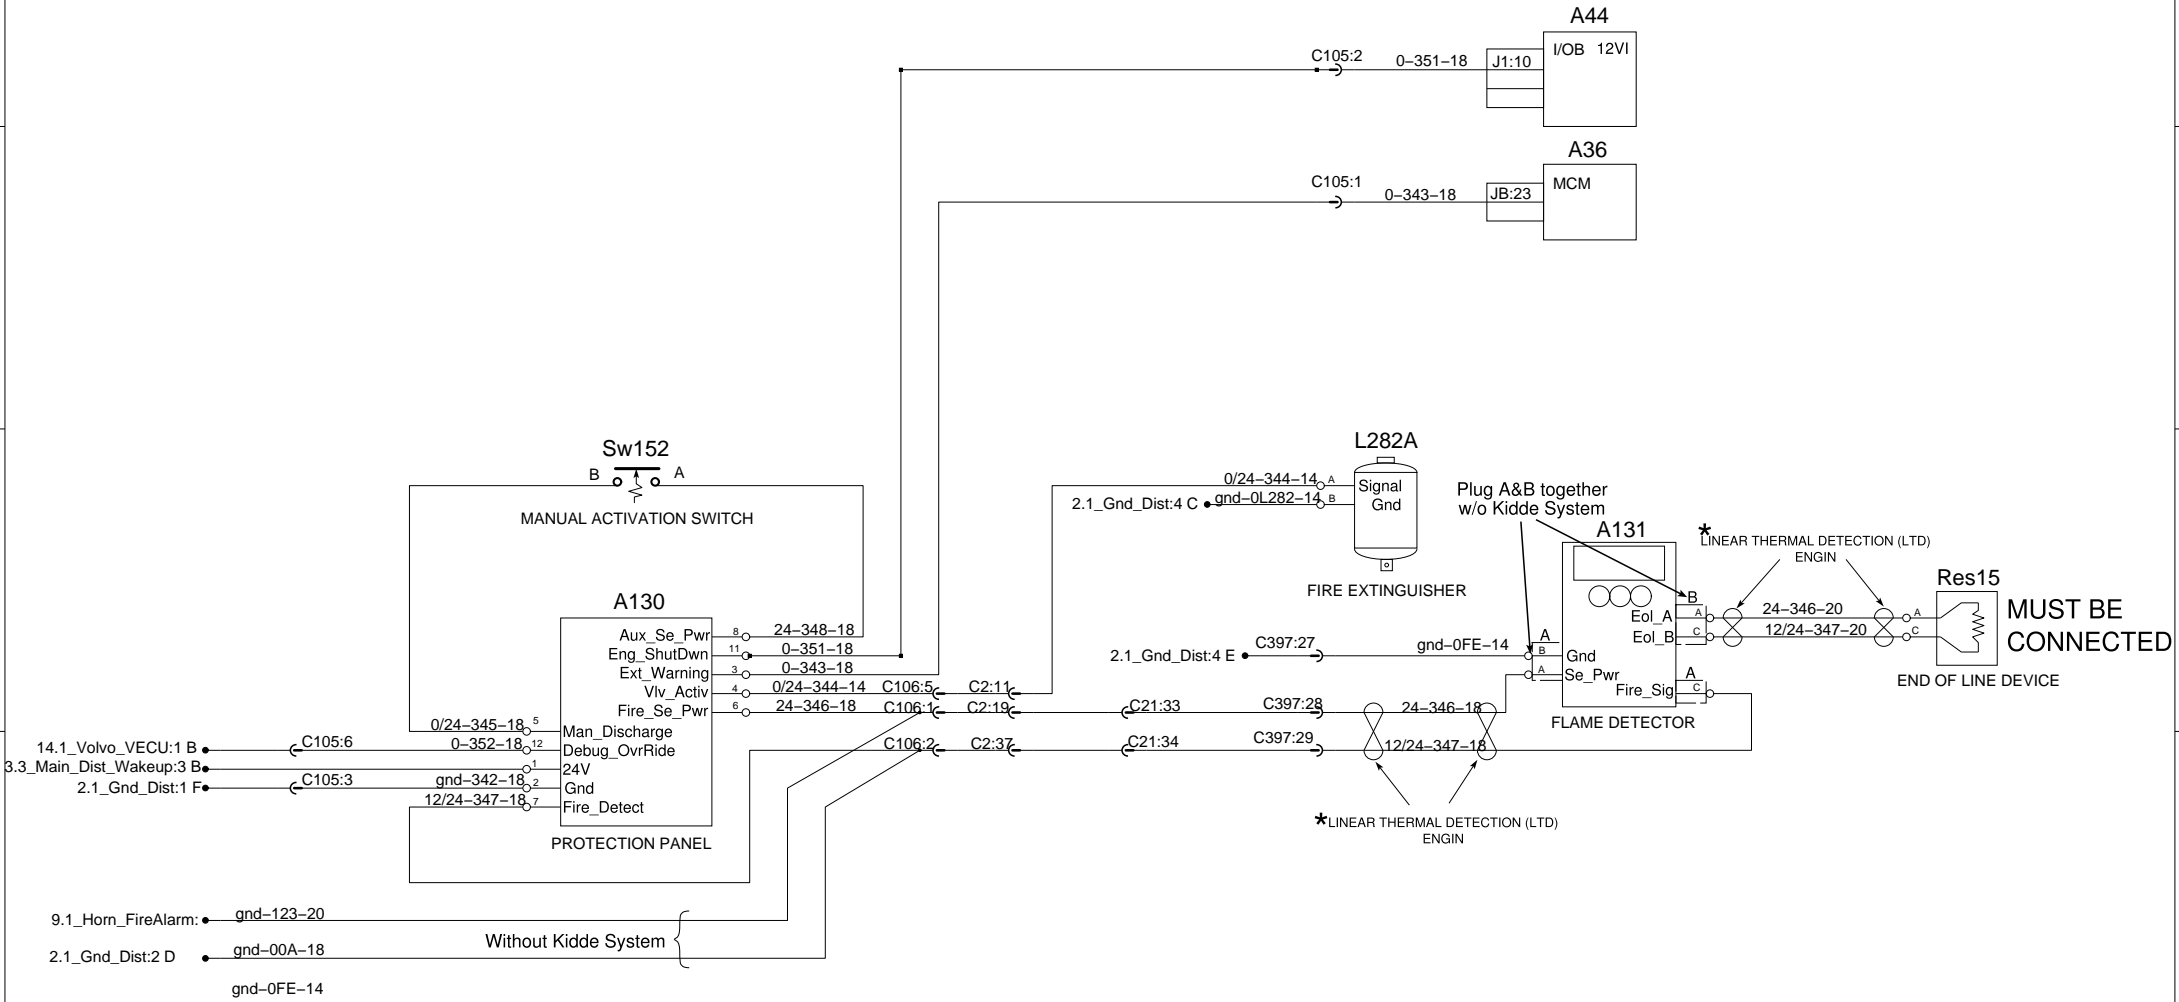 A44
I/OB 12VI
C105:2
0–351–18
J1:10
A36
MCM
C105:1
0–343–18
JB:23
Sw152
B
A
MANUAL ACTIVATION SWITCH
L282A
0/24–344–14
A
Signal
2.1_Gnd_Dist:4 C
gnd–0L282–14
B
Gnd
FIRE EXTINGUISHER
Plug A&B together
w/o Kidde System
A131
*LINEAR THERMAL DETECTION (LTD)
ENGIN
Res15
MUST BE
CONNECTED
END OF LINE DEVICE
B
Eol_A
A
24–346–20
A
Eol_B
C
12/24–347–20
C
2.1_Gnd_Dist:4 E
C397:27
gnd–0FE–14
A
B
Gnd
A
Se_Pwr
A
Fire_Sig
C
FLAME DETECTOR
A130
Aux_Se_Pwr
8
24–348–18
Eng_ShutDwn
11
0–351–18
Ext_Warning
3
0–343–18
Vlv_Activ
4
0/24–344–14
C106:5
C2:11
Fire_Se_Pwr
6
24–346–18
C106:1
C2:19
C21:33
C397:28
24–346–18
0/24–345–18
5
Man_Discharge
14.1_Volvo_VECU:1 B
C105:6
0–352–18
12
Debug_OvrRide
C106:2
C2:37
C21:34
C397:29
12/24–347–18
3.3_Main_Dist_Wakeup:3 B
1
24V
2.1_Gnd_Dist:1 F
C105:3
gnd–342–18
2
Gnd
12/24–347–18
7
Fire_Detect
PROTECTION PANEL
*LINEAR THERMAL DETECTION (LTD)
ENGIN
9.1_Horn_FireAlarm:
gnd–123–20
Without Kidde System
2.1_Gnd_Dist:2 D
gnd–00A–18
gnd–0FE–14